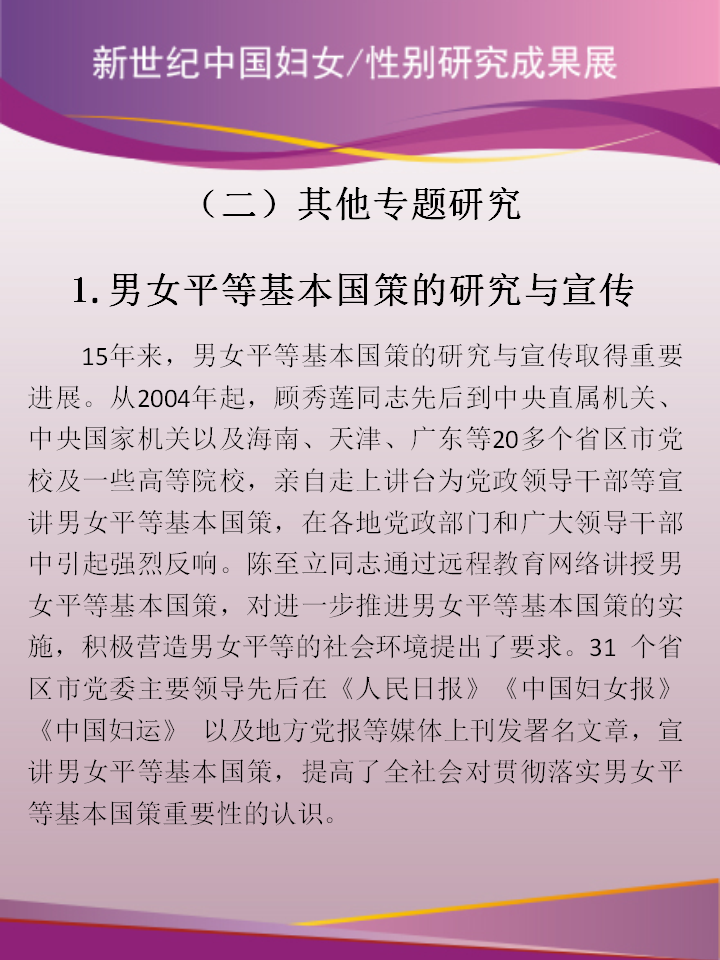 新世纪中国妇女/性别研究成果展
（二）其他专题研究
1.男女平等基本国策的研究与宣传
15年来，男女平等基本国策的研究与宣传取得重要
进展。从2004年起，顾秀莲同志先后到中央直属机关、
中央国家机关以及海南、天津、广东等20多个省区市党
校及一些高等院校，亲自走上讲台为党政领导干部等宣
讲男女平等基本国策，在各地党政部门和广大领导干部
中引起强烈反响。陈至立同志通过远程教育网络讲授男
女平等基本国策，对进一步推进男女平等基本国策的实
施，积极营造男女平等的社会环境提出了要求。31 个省
区市党委主要领导先后在《人民日报》《中国妇女报》
《中国妇运》 以及地方党报等媒体上刊发署名文章，宣
讲男女平等基本国策，提高了全社会对贯彻落实男女平
等基本国策重要性的认识。